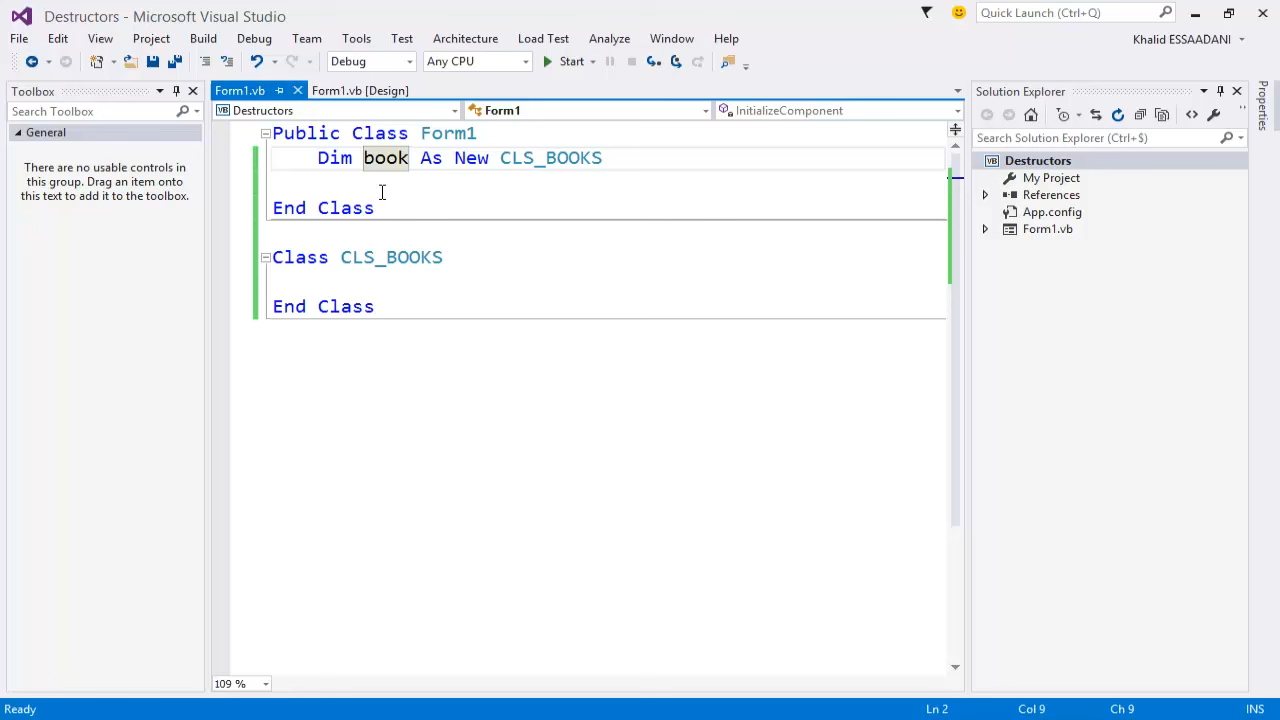 Destructors - Microsoft Visual Studio
Quick Launch (Ctrl+Q)
File Edit View Project Build Debug Team Tools Test Architecture Load Test Analyze Window Help
Khalid ESSAADANI
Debug Any CPU Start
Toolbox
Search Toolbox
General
There are no usable controls in
this group. Drag an item onto
this text to add it to the toolbox.
Form1.vb Form1.vb [Design]
Destructors Form1 InitializeComponent
Public Class Form1
Dim book As New CLS_BOOKS
End Class
Class CLS_BOOKS
End Class
109 %
Solution Explorer
Search Solution Explorer (Ctrl+$)
Destructors
My Project
References
App.config
Form1.vb
Properties
Ready Ln 2 Col 9 Ch 9 INS